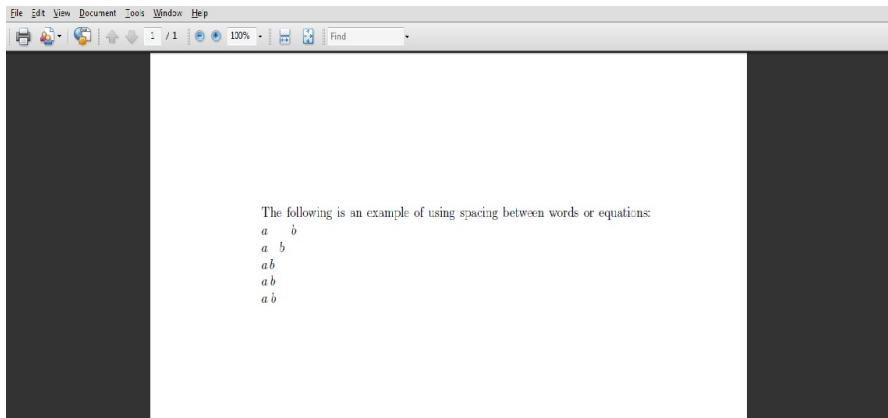 File Edit View Document Tools Window Help
1 / 1 100% Find
The following is an example of using spacing between words or equations:
a b
a b
a b
a b
a b